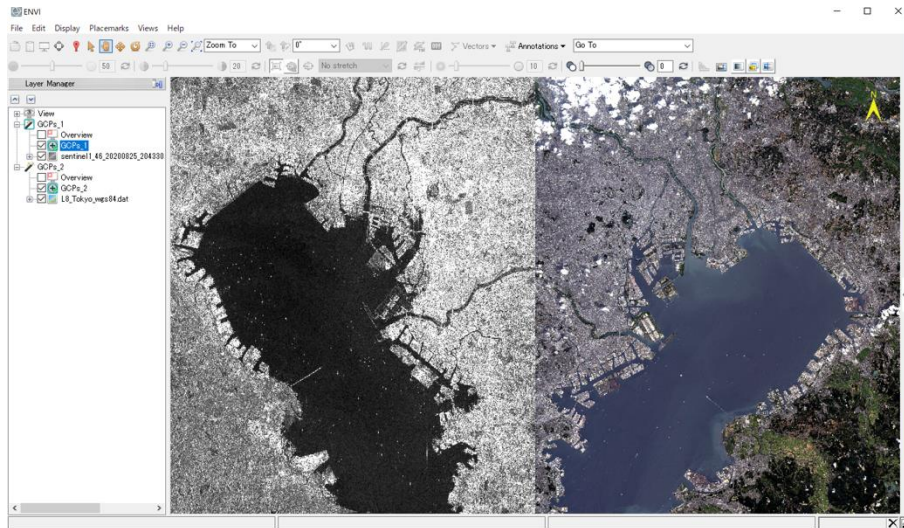 ENVI
File Edit Display Placemarks Views Help
Zoom To 0° Vectors Annotations Go To
50 20 No stretch 10 0
Layer Manager
View
GCPs_1
Overview
GCPs_1
sentinel1_46_20200825_204330
GCPs_2
Overview
GCPs_2
L8_Tokyo_wgs84.dat
N